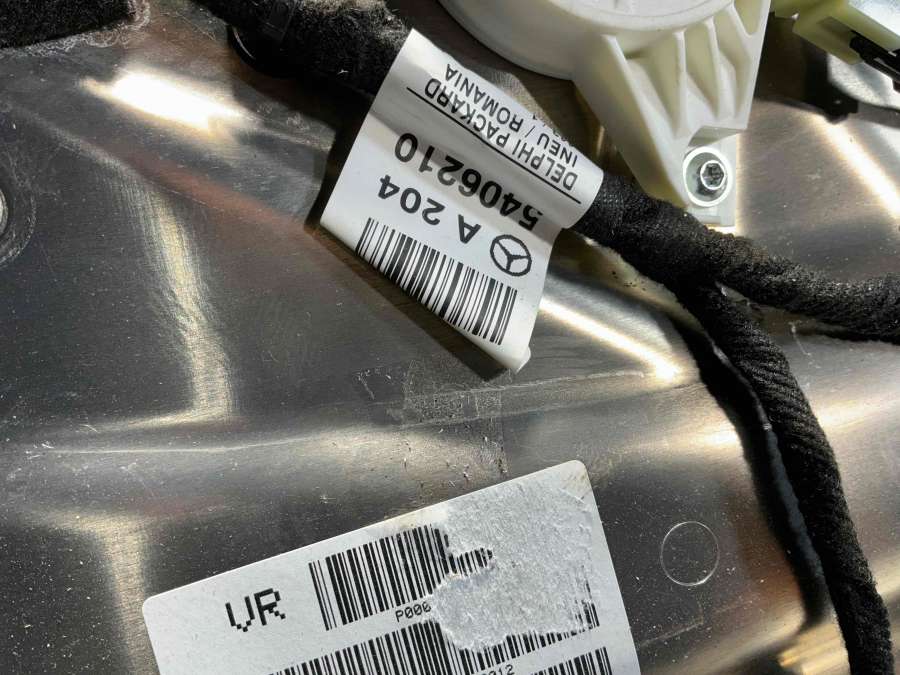 DELPHI PACKARD
INEU / ROMANIA
A 204
5406210
VR
P000